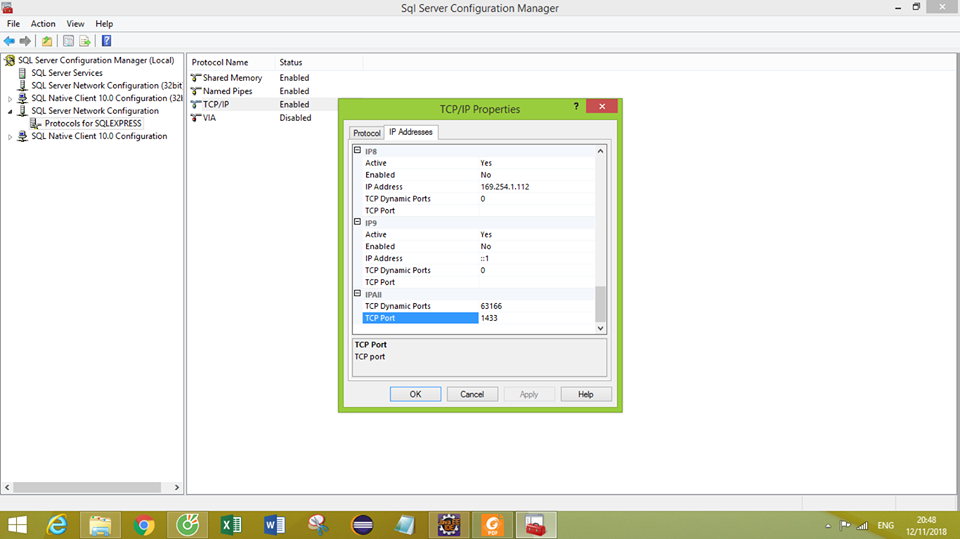 Sql Server Configuration Manager
File Action View Help
SQL Server Configuration Manager (Local)
SQL Server Services
SQL Server Network Configuration (32bit
SQL Native Client 10.0 Configuration (32l
SQL Server Network Configuration
Protocols for SQLEXPRESS
SQL Native Client 10.0 Configuration
Protocol Name Status
Shared Memory Enabled
Named Pipes Enabled
TCP/IP Enabled
VIA Disabled
TCP/IP Properties
Protocol IP Addresses
IP8
Active Yes
Enabled No
IP Address 169.254.1.112
TCP Dynamic Ports 0
TCP Port
IP9
Active Yes
Enabled No
IP Address ::1
TCP Dynamic Ports 0
TCP Port
IPAll
TCP Dynamic Ports 63166
TCP Port 1433
TCP Port
TCP port
OK Cancel Apply Help
ENG
20:48
12/11/2018
PDF